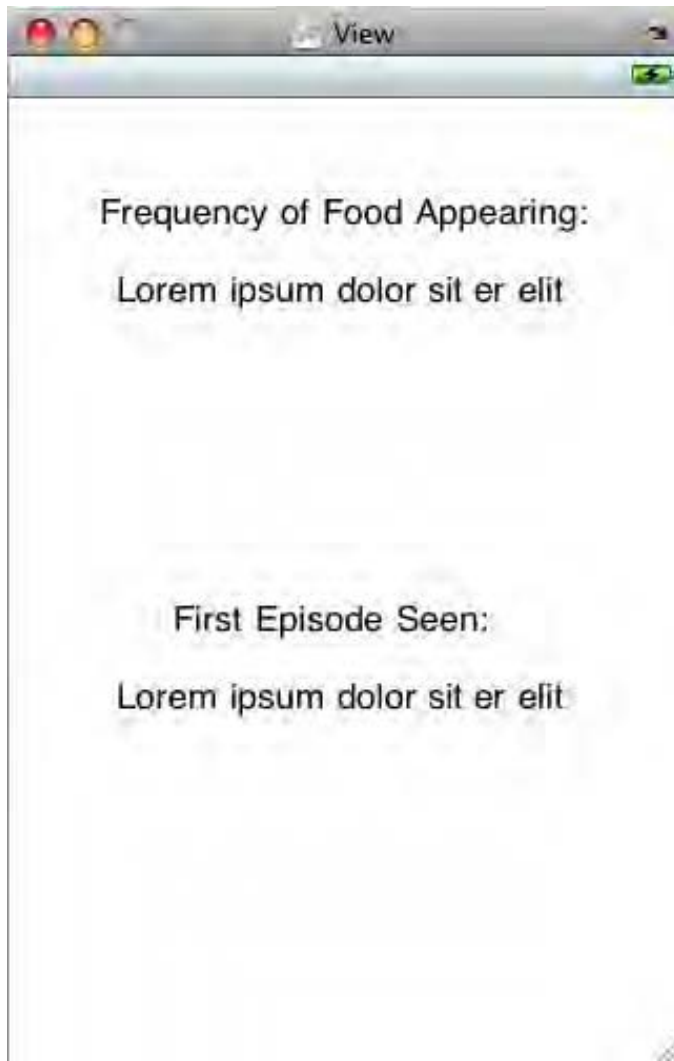 View
Frequency of Food Appearing:
Lorem ipsum dolor sit er elit
First Episode Seen:
Lorem ipsum dolor sit er elit